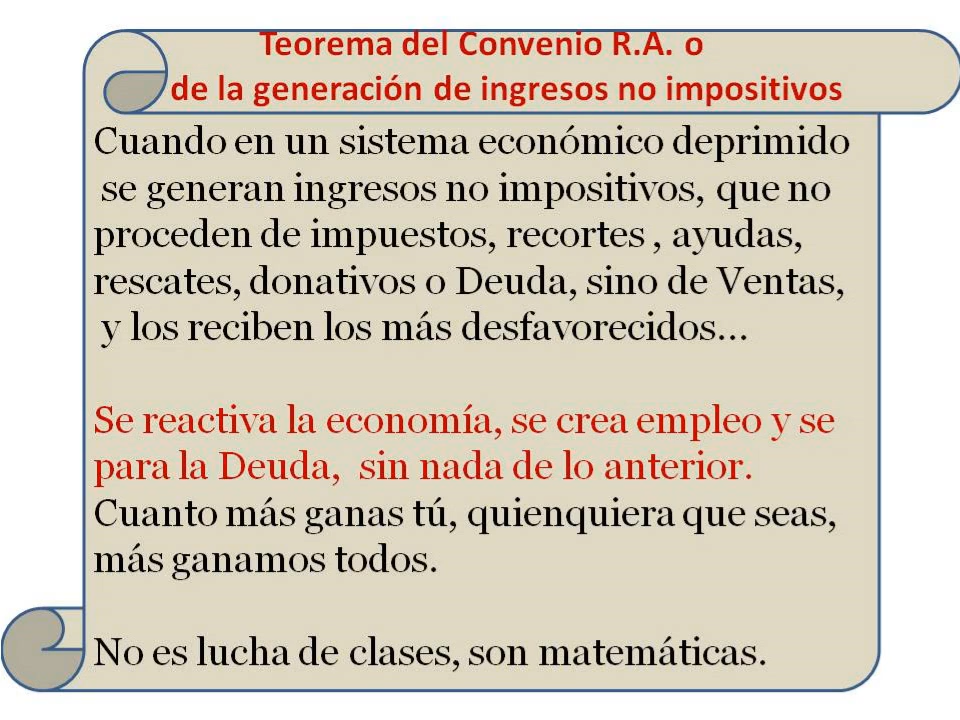 Teorema del Convenio R.A. o
de la generación de ingresos no impositivos
Cuando en un sistema económico deprimido
se generan ingresos no impositivos, que no
proceden de impuestos, recortes , ayudas,
rescates, donativos o Deuda, sino de Ventas,
y los reciben los más desfavorecidos...
Se reactiva la economía, se crea empleo y se
para la Deuda, sin nada de lo anterior.
Cuanto más ganas tú, quienquiera que seas,
más ganamos todos.
No es lucha de clases, son matemáticas.